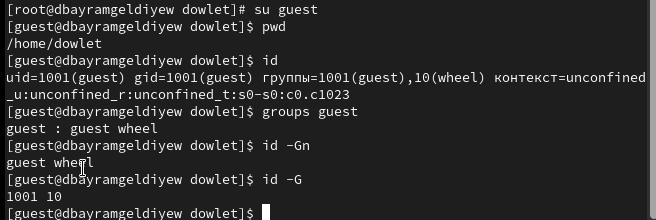 [root@dbayramgeldiyew dowlet]# su guest
[guest@dbayramgeldiyew dowlet]$ pwd
/home/dowlet
[guest@dbayramgeldiyew dowlet]$ id
uid=1001(guest) gid=1001(guest) группы=1001(guest),10(wheel) контекст=unconfined
_u:unconfined_r:unconfined_t:s0-s0:c0.c1023
[guest@dbayramgeldiyew dowlet]$ groups guest
guest : guest wheel
[guest@dbayramgeldiyew dowlet]$ id -Gn
guest wheel
[guest@dbayramgeldiyew dowlet]$ id -G
1001 10
[guest@dbayramgeldiyew dowlet]$